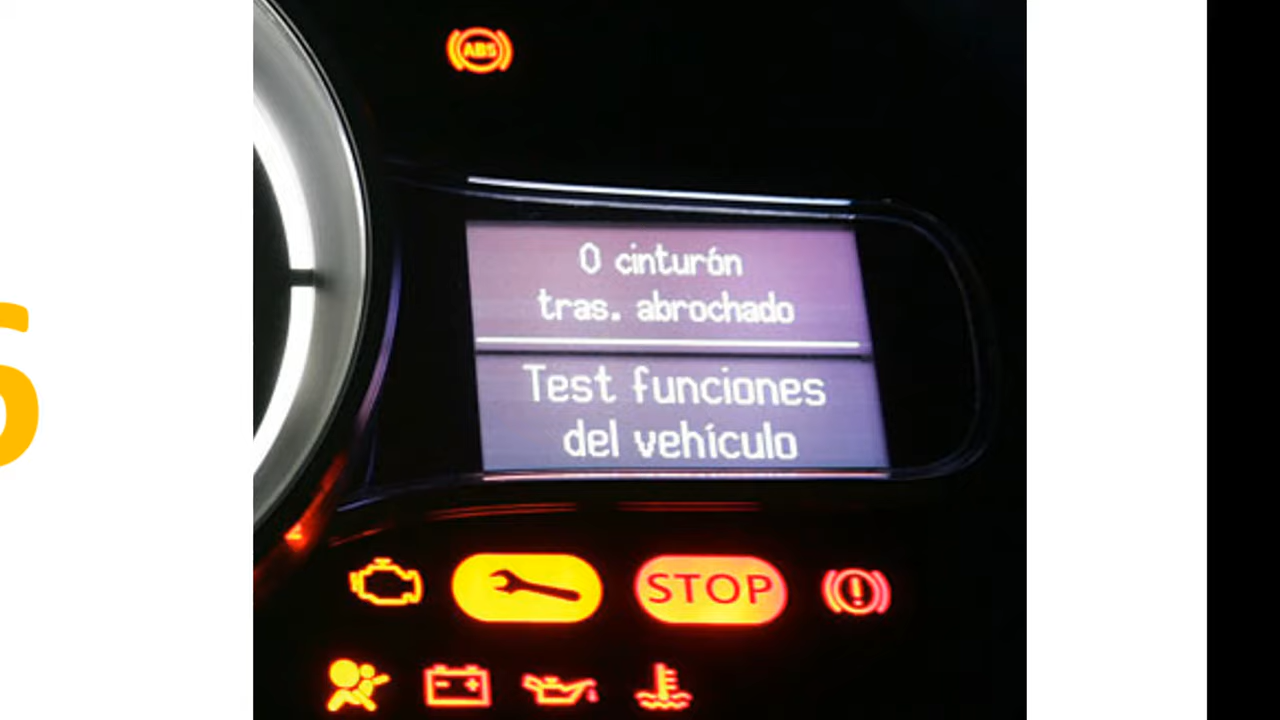 ABS
0 cinturón
tras. abrochado
Test funciones
del vehículo
STOP